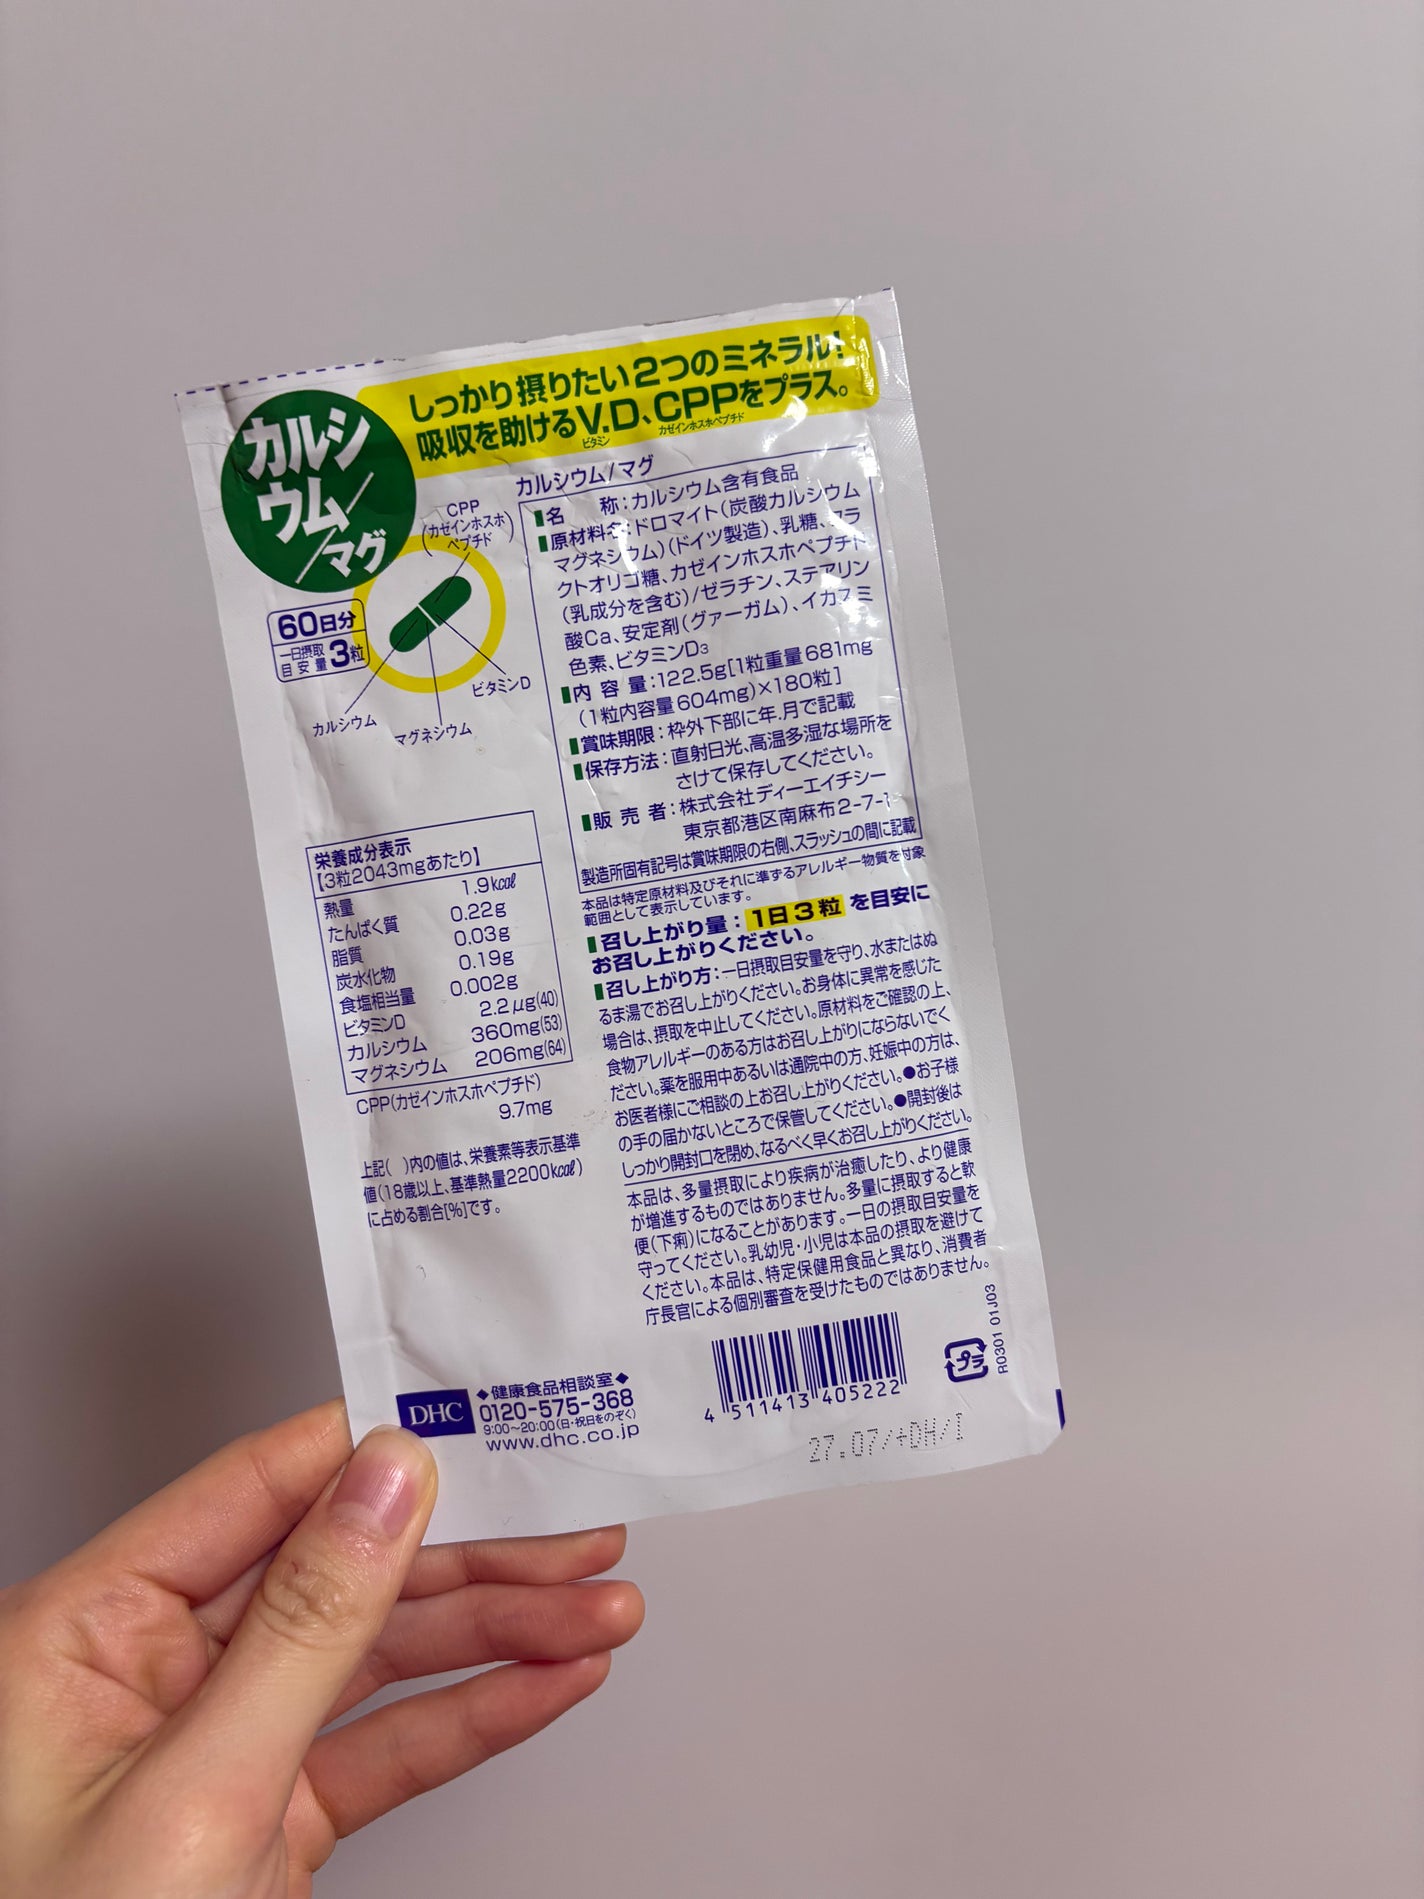 しっかり摂りたい2つのミネラル!
吸収を助けるV.D、CPPをプラス。
ビタミン カゼインホスホペプチド
カルシ
ウム/
/マグ
60日分
一日摂取
目安量 3粒
CPP
(カゼインホスホ
ペプチド)
カルシウム
マグネシウム
ビタミンD
カルシウム/マグ
■名　　称:カルシウム含有食品
■原材料名:ドロマイト(炭酸カルシウム
マグネシウム)(ドイツ製造)、乳糖、フラ
クトオリゴ糖、カゼインホスホペプチド
(乳成分を含む)/ゼラチン、ステアリン
酸Ca、安定剤(グァーガム)、イカスミ
色素、ビタミンD₃
■内 容 量:122.5g[1粒重量681mg
(1粒内容量604mg)×180粒]
■賞味期限:枠外下部に年.月で記載
■保存方法:直射日光、高温多湿な場所を
さけて保存してください。
■販 売 者:株式会社ディーエイチシー
東京都港区南麻布2-7-1
製造所固有記号は賞味期限の右側、スラッシュの間に記載
本品は特定原材料及びそれに準ずるアレルギー物質を対象
範囲として表示しています。
■召し上がり量:1日3粒を目安に
お召し上がりください。
■召し上がり方:一日摂取目安量を守り、水またはぬ
るま湯でお召し上がりください。お身体に異常を感じた
場合は、摂取を中止してください。原材料をご確認の上、
食物アレルギーのある方はお召し上がりにならないでく
ださい。薬を服用中あるいは通院中の方、妊娠中の方は、
お医者様にご相談の上お召し上がりください。●お子様
の手の届かないところで保管してください。●開封後は
しっかり開封口を閉め、なるべく早くお召し上がりください。
本品は、多量摂取により疾病が治癒したり、より健康
が増進するものではありません。多量に摂取すると軟
便(下痢)になることがあります。一日の摂取目安量を
守ってください。乳幼児・小児は本品の摂取を避けて
ください。本品は、特定保健用食品と異なり、消費者
庁長官による個別審査を受けたものではありません。
栄養成分表示
【3粒2043mgあたり】
熱量 1.9kcal
たんぱく質 0.22g
脂質 0.03g
炭水化物 0.19g
食塩相当量 0.002g
ビタミンD 2.2μg(40)
カルシウム 360mg(53)
マグネシウム 206mg(64)
CPP(カゼインホスホペプチド)
9.7mg
上記(　)内の値は、栄養素等表示基準
値(18歳以上、基準熱量2200kcal)
に占める割合[%]です。
DHC
◆健康食品相談室◆
0120-575-368
9:00~20:00(日・祝日をのぞく)
www.dhc.co.jp
4 511413 405222
プラ
R0301 01J03
27.07/+DH/I